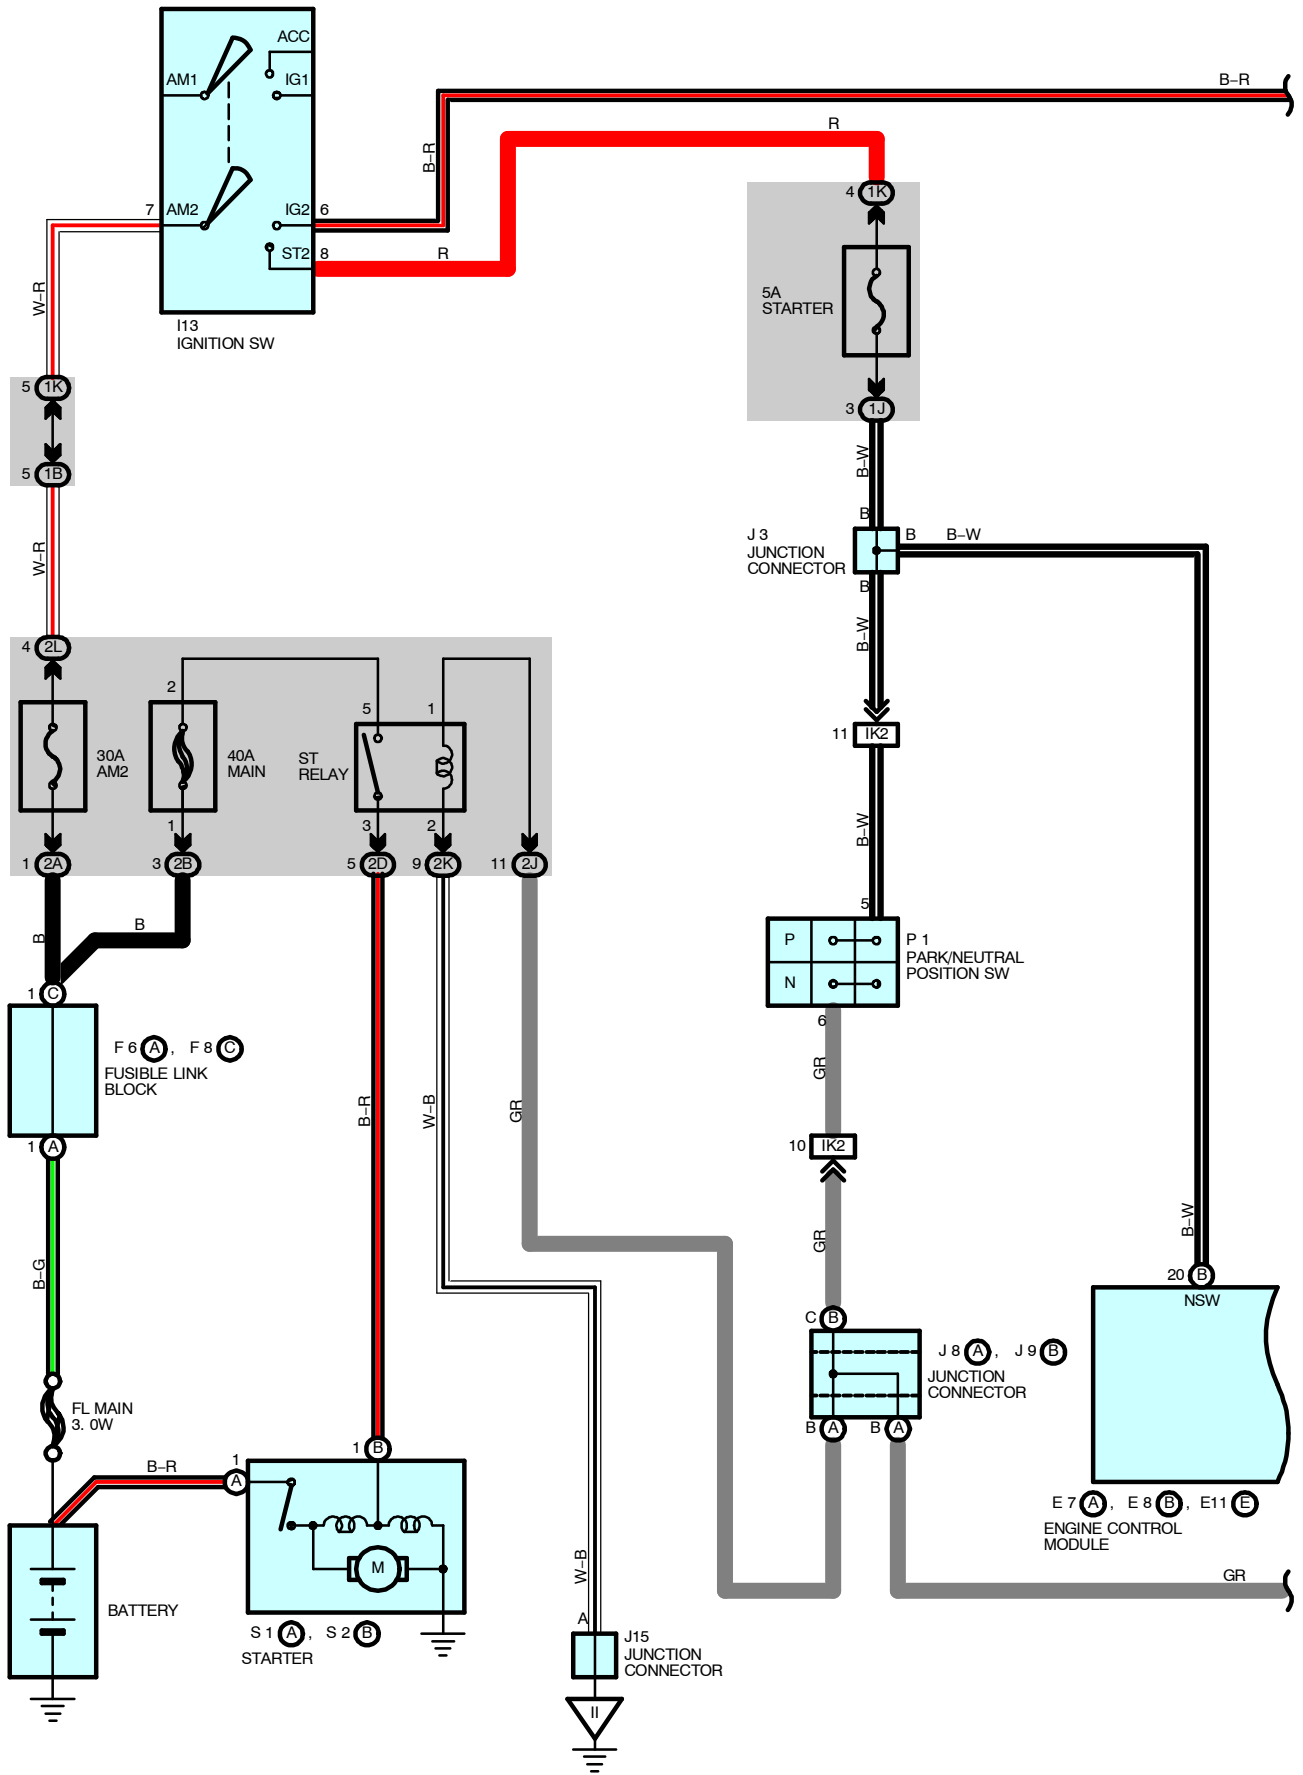 ACC
AM1
IG1
B–R
R
B–R
4 1K
7 AM2
IG2 6
ST2 8
R
W–R
5A
STARTER
I13
IGNITION SW
5 1K
3 1J
5 1B
B–W
B
J 3
JUNCTION
CONNECTOR
B
B–W
B
W–R
B–W
4 2L
2
5
1
11 IK2
30A
AM2
40A
MAIN
ST
RELAY
1
3
2
B–W
1 2A
3 2B
5 2D
9 2K
11 2J
5
B
B
P
N
P 1
PARK/NEUTRAL
POSITION SW
1 C
6
F 6 A , F 8 C
FUSIBLE LINK
BLOCK
GR
B–R
W–B
GR
1 A
10 IK2
B–G
GR
B–W
20 B
NSW
C B
J 8 A , J 9 B
JUNCTION
CONNECTOR
FL MAIN
3. 0W
B A
B A
1 B
1
A
B–R
E 7 A , E 8 B , E11 E
ENGINE CONTROL
MODULE
M
W–B
GR
BATTERY
S 1 A , S 2 B
STARTER
A
J15
JUNCTION
CONNECTOR
II